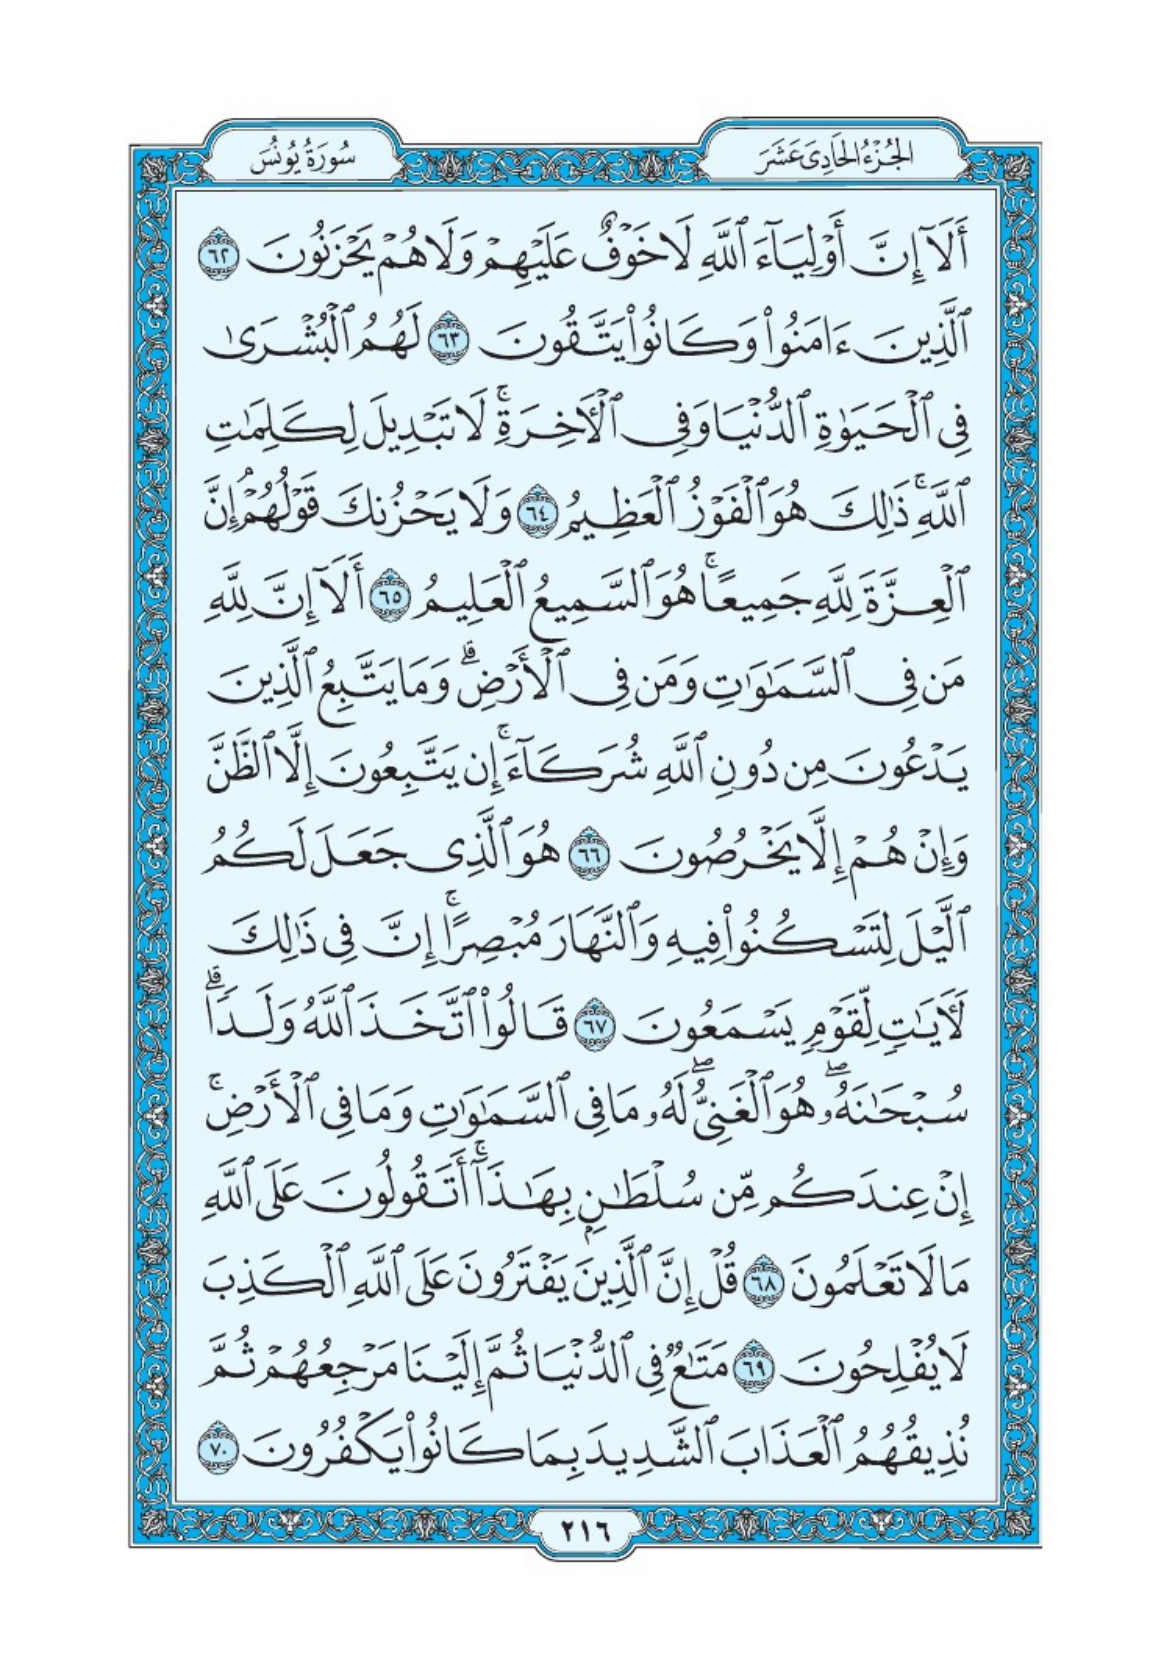 الجُزْءُ الحَادِىَ عَشَرَ
سُورَةُ يُونُسَ
أَلَآ إِنَّ أَوْلِيَآءَ ٱللَّهِ لَا خَوْفٌ عَلَيْهِمْ وَلَا هُمْ يَحْزَنُونَ ٦٢
ٱلَّذِينَ ءَامَنُوا۟ وَكَانُوا۟ يَتَّقُونَ ٦٣ لَهُمُ ٱلْبُشْرَىٰ
فِى ٱلْحَيَوٰةِ ٱلدُّنْيَا وَفِى ٱلْأَخِرَةِ ۚ لَا تَبْدِيلَ لِكَلِمَٰتِ
ٱللَّهِ ۚ ذَٰلِكَ هُوَ ٱلْفَوْزُ ٱلْعَظِيمُ ٦٤ وَلَا يَحْزُنكَ قَوْلُهُمْ ۘ إِنَّ
ٱلْعِزَّةَ لِلَّهِ جَمِيعًا ۚ هُوَ ٱلسَّمِيعُ ٱلْعَلِيمُ ٦٥ أَلَآ إِنَّ لِلَّهِ
مَن فِى ٱلسَّمَٰوَٰتِ وَمَن فِى ٱلْأَرْضِ ۗ وَمَا يَتَّبِعُ ٱلَّذِينَ
يَدْعُونَ مِن دُونِ ٱللَّهِ شُرَكَآءَ ۚ إِن يَتَّبِعُونَ إِلَّا ٱلظَّنَّ
وَإِنْ هُمْ إِلَّا يَخْرُصُونَ ٦٦ هُوَ ٱلَّذِى جَعَلَ لَكُمُ
ٱلَّيْلَ لِتَسْكُنُوا۟ فِيهِ وَٱلنَّهَارَ مُبْصِرًا ۚ إِنَّ فِى ذَٰلِكَ
لَأَيَٰتٍ لِّقَوْمٍ يَسْمَعُونَ ٦٧ قَالُوا۟ ٱتَّخَذَ ٱللَّهُ وَلَدًا ۗ
سُبْحَٰنَهُۥ ۖ هُوَ ٱلْغَنِىُّ ۖ لَهُۥ مَا فِى ٱلسَّمَٰوَٰتِ وَمَا فِى ٱلْأَرْضِ ۚ
إِنْ عِندَكُم مِّن سُلْطَٰنٍۭ بِهَٰذَآ ۚ أَتَقُولُونَ عَلَى ٱللَّهِ
مَا لَا تَعْلَمُونَ ٦٨ قُلْ إِنَّ ٱلَّذِينَ يَفْتَرُونَ عَلَى ٱللَّهِ ٱلْكَذِبَ
لَا يُفْلِحُونَ ٦٩ مَتَٰعٌ فِى ٱلدُّنْيَا ثُمَّ إِلَيْنَا مَرْجِعُهُمْ ثُمَّ
نُذِيقُهُمُ ٱلْعَذَابَ ٱلشَّدِيدَ بِمَا كَانُوا۟ يَكْفُرُونَ ٧٠
٢١٦